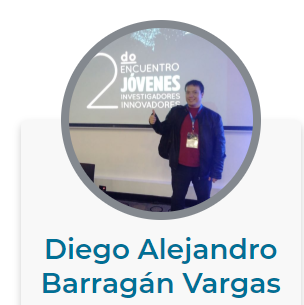 2do
ENCUENTRO
JÓVENES
INVESTIGADORES
INNOVADORES
Diego Alejandro
Barragán Vargas